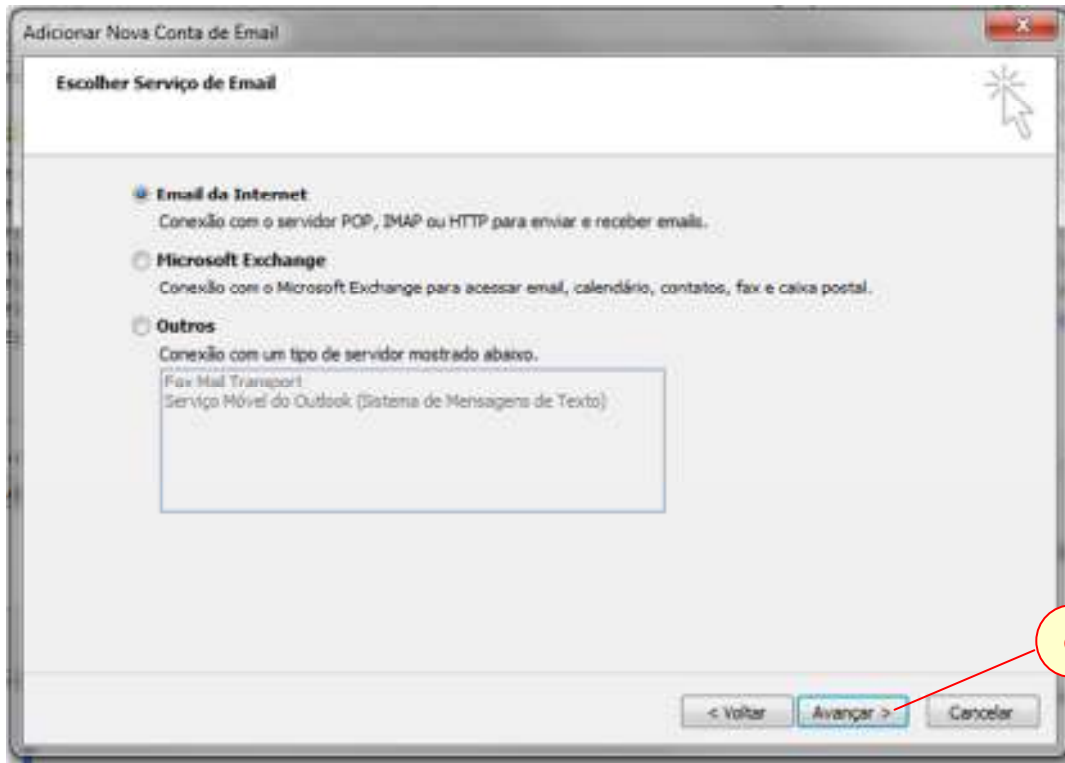 Adicionar Nova Conta de Email
Escolher Serviço de Email
Email da Internet
Conexão com o servidor POP, IMAP ou HTTP para enviar e receber emails.
Microsoft Exchange
Conexão com o Microsoft Exchange para acessar email, calendário, contatos, fax e caixa postal.
Outros
Conexão com um tipo de servidor mostrado abaixo.
Fax Mail Transport
Serviço Móvel do Outlook (Sistema de Mensagens de Texto)
< Voltar
Avançar >
Cancelar